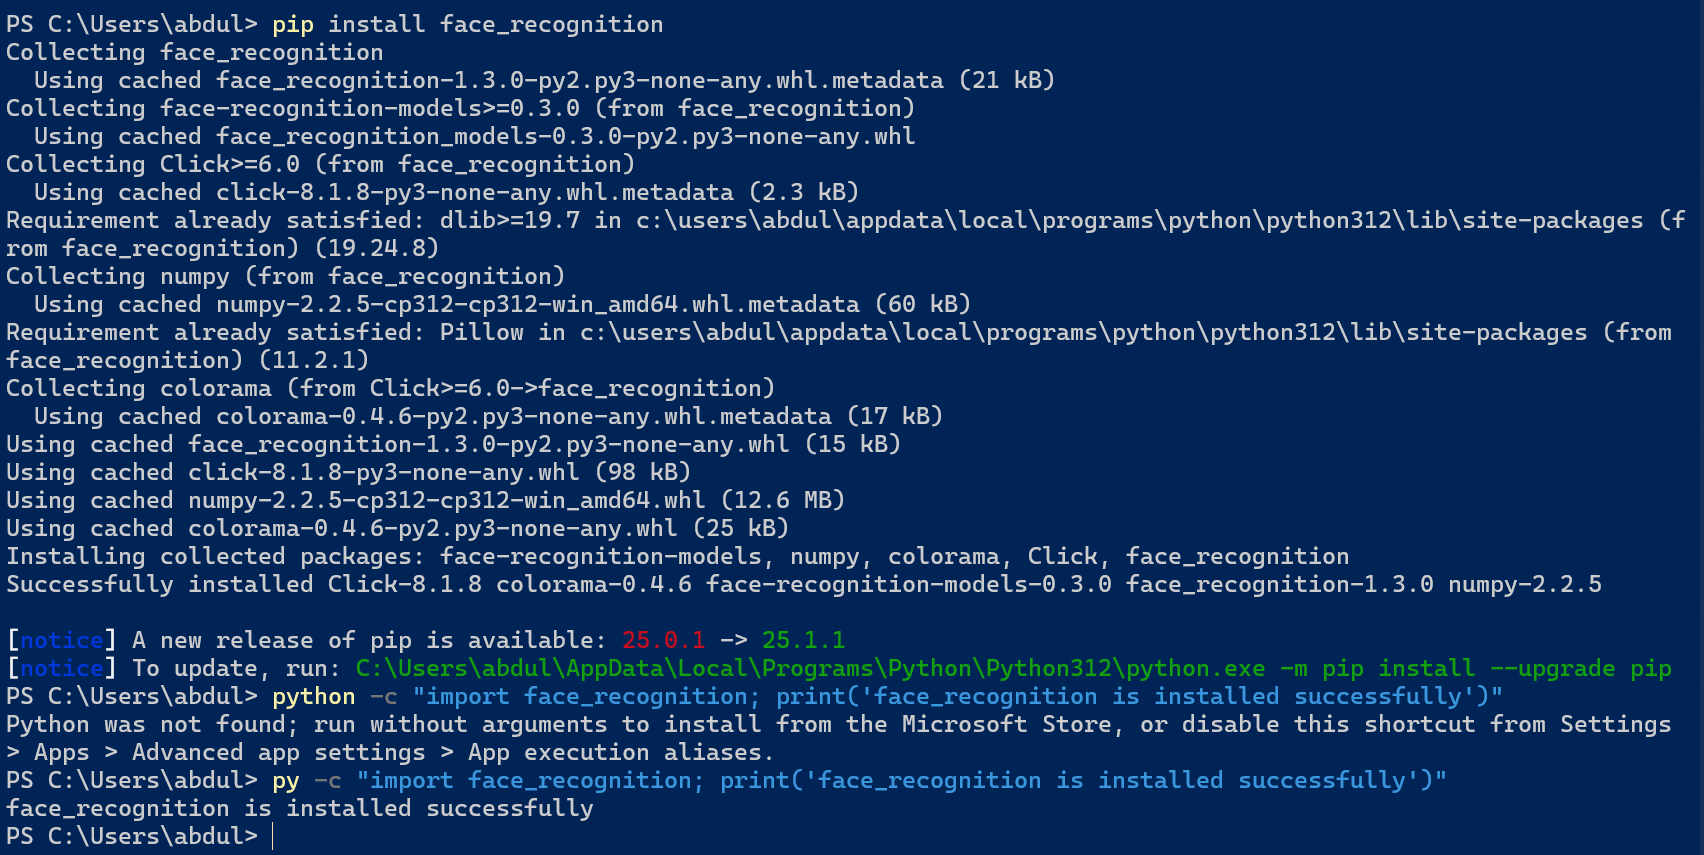 PS C:\Users\abdul> pip install face_recognition
Collecting face_recognition
  Using cached face_recognition-1.3.0-py2.py3-none-any.whl.metadata (21 kB)
Collecting face-recognition-models>=0.3.0 (from face_recognition)
  Using cached face_recognition_models-0.3.0-py2.py3-none-any.whl
Collecting Click>=6.0 (from face_recognition)
  Using cached click-8.1.8-py3-none-any.whl.metadata (2.3 kB)
Requirement already satisfied: dlib>=19.7 in c:\users\abdul\appdata\local\programs\python\python312\lib\site-packages (f
rom face_recognition) (19.24.8)
Collecting numpy (from face_recognition)
  Using cached numpy-2.2.5-cp312-cp312-win_amd64.whl.metadata (60 kB)
Requirement already satisfied: Pillow in c:\users\abdul\appdata\local\programs\python\python312\lib\site-packages (from
face_recognition) (11.2.1)
Collecting colorama (from Click>=6.0->face_recognition)
  Using cached colorama-0.4.6-py2.py3-none-any.whl.metadata (17 kB)
Using cached face_recognition-1.3.0-py2.py3-none-any.whl (15 kB)
Using cached click-8.1.8-py3-none-any.whl (98 kB)
Using cached numpy-2.2.5-cp312-cp312-win_amd64.whl (12.6 MB)
Using cached colorama-0.4.6-py2.py3-none-any.whl (25 kB)
Installing collected packages: face-recognition-models, numpy, colorama, Click, face_recognition
Successfully installed Click-8.1.8 colorama-0.4.6 face-recognition-models-0.3.0 face_recognition-1.3.0 numpy-2.2.5

[notice] A new release of pip is available: 25.0.1 -> 25.1.1
[notice] To update, run: C:\Users\abdul\AppData\Local\Programs\Python\Python312\python.exe -m pip install --upgrade pip
PS C:\Users\abdul> python -c "import face_recognition; print('face_recognition is installed successfully')"
Python was not found; run without arguments to install from the Microsoft Store, or disable this shortcut from Settings
> Apps > Advanced app settings > App execution aliases.
PS C:\Users\abdul> py -c "import face_recognition; print('face_recognition is installed successfully')"
face_recognition is installed successfully
PS C:\Users\abdul>